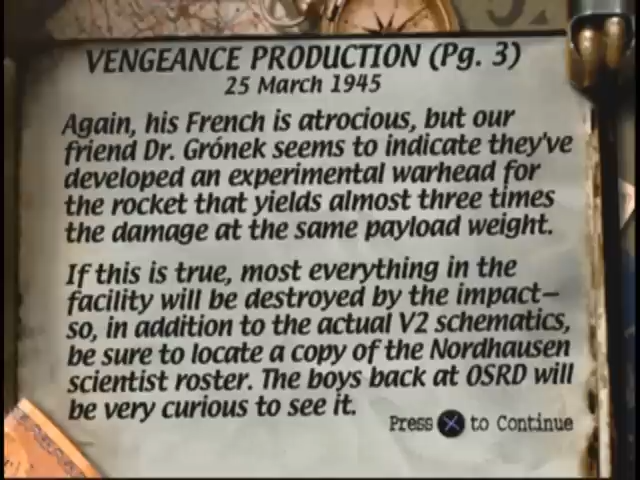 VENGEANCE PRODUCTION (Pg. 3)
25 March 1945
Again, his French is atrocious, but our
friend Dr. Grónek seems to indicate they've
developed an experimental warhead for
the rocket that yields almost three times
the damage at the same payload weight.
If this is true, most everything in the
facility will be destroyed by the impact—
so, in addition to the actual V2 schematics,
be sure to locate a copy of the Nordhausen
scientist roster. The boys back at OSRD will
be very curious to see it.
Press X to Continue